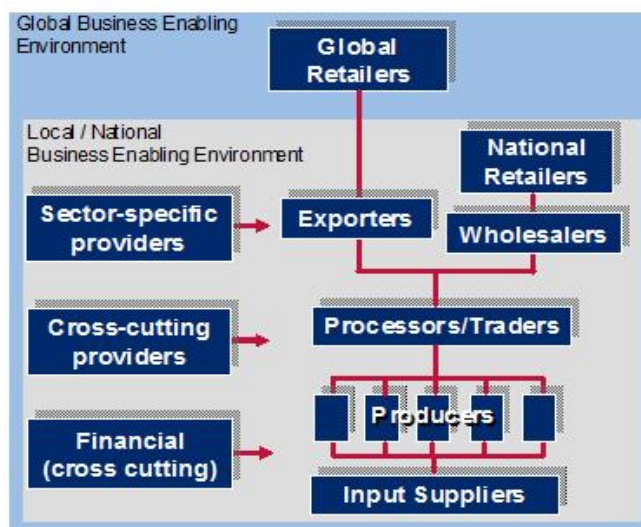 Global Business Enabling
Environment
Global
Retailers
Local / National
Business Enabling Environment
National
Retailers
Sector-specific
providers
Exporters
Wholesalers
Cross-cutting
providers
Processors/Traders
Producers
Financial
(cross cutting)
Input Suppliers